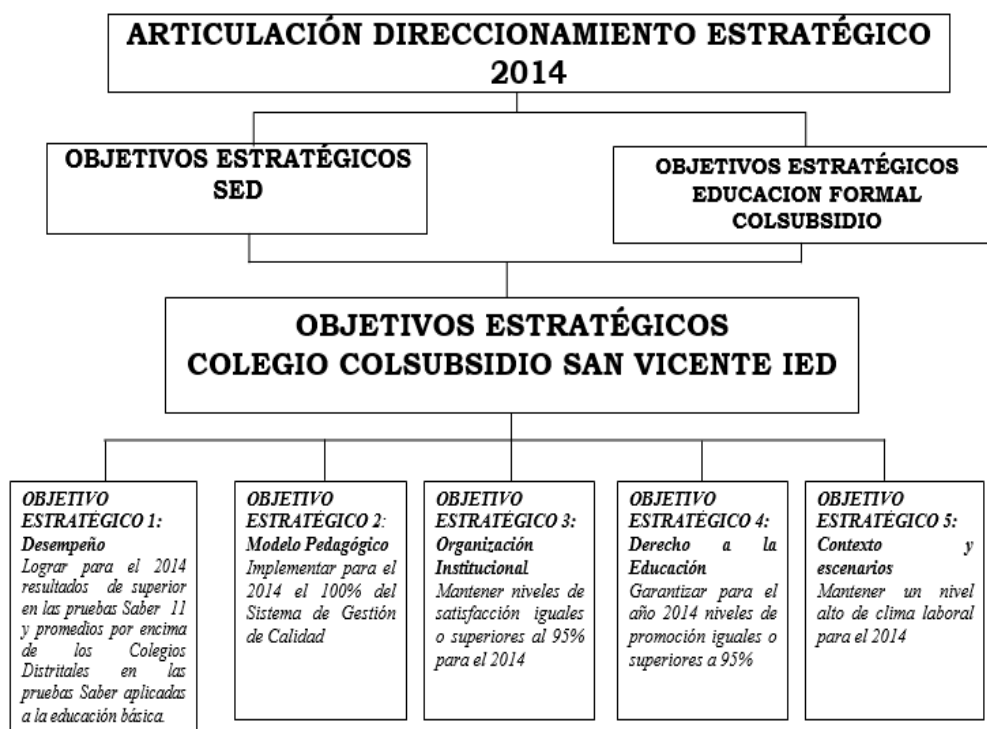 ARTICULACIÓN DIRECCIONAMIENTO ESTRATÉGICO
2014
OBJETIVOS ESTRATÉGICOS
SED
OBJETIVOS ESTRATÉGICOS
EDUCACION FORMAL
COLSUBSIDIO
OBJETIVOS ESTRATÉGICOS
COLEGIO COLSUBSIDIO SAN VICENTE IED
OBJETIVO
ESTRATÉGICO 1:
Desempeño
Lograr para el 2014
resultados de superior
en las pruebas Saber 11
y promedios por encima
de los Colegios
Distritales en las
pruebas Saber aplicadas
a la educación básica.
OBJETIVO
ESTRATÉGICO 2:
Modelo Pedagógico
Implementar para el
2014 el 100% del
Sistema de Gestión
de Calidad
OBJETIVO
ESTRATÉGICO 3:
Organización
Institucional
Mantener niveles de
satisfacción iguales
o superiores al 95%
para el 2014
OBJETIVO
ESTRATÉGICO 4:
Derecho a la
Educación
Garantizar para el
año 2014 niveles de
promoción iguales o
superiores a 95%
OBJETIVO
ESTRATÉGICO 5:
Contexto y
escenarios
Mantener un nivel
alto de clima laboral
para el 2014